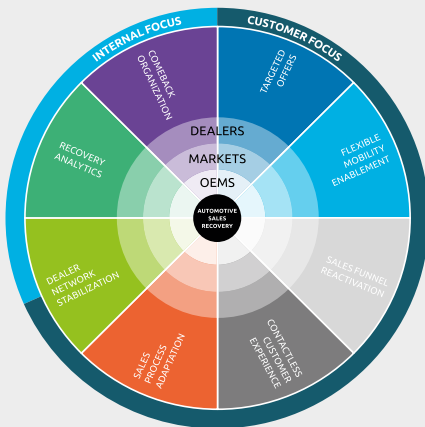 INTERNAL FOCUS
CUSTOMER FOCUS
COMEBACK
ORGANIZATION
TARGETED
OFFERS
RECOVERY
ANALYTICS
FLEXIBLE
MOBILITY
ENABLEMENT
DEALERS
MARKETS
OEMS
AUTOMOTIVE
SALES
RECOVERY
DEALER
NETWORK
STABILIZATION
SALES FUNNEL
REACTIVATION
SALES
PROCESS
ADAPTATION
CONTACTLESS
CUSTOMER
EXPERIENCE